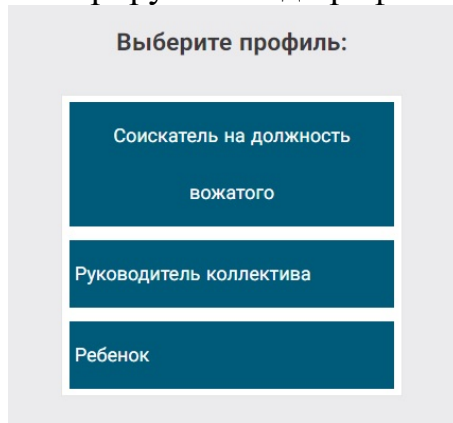 Выберите профиль:
Соискатель на должность
вожатого
Руководитель коллектива
Ребенок